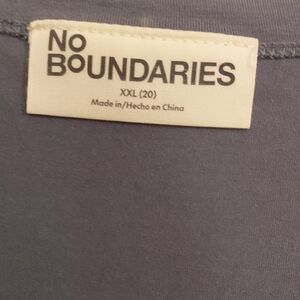 NO
BOUNDARIES
XXL (20)
Made in/Hecho en China